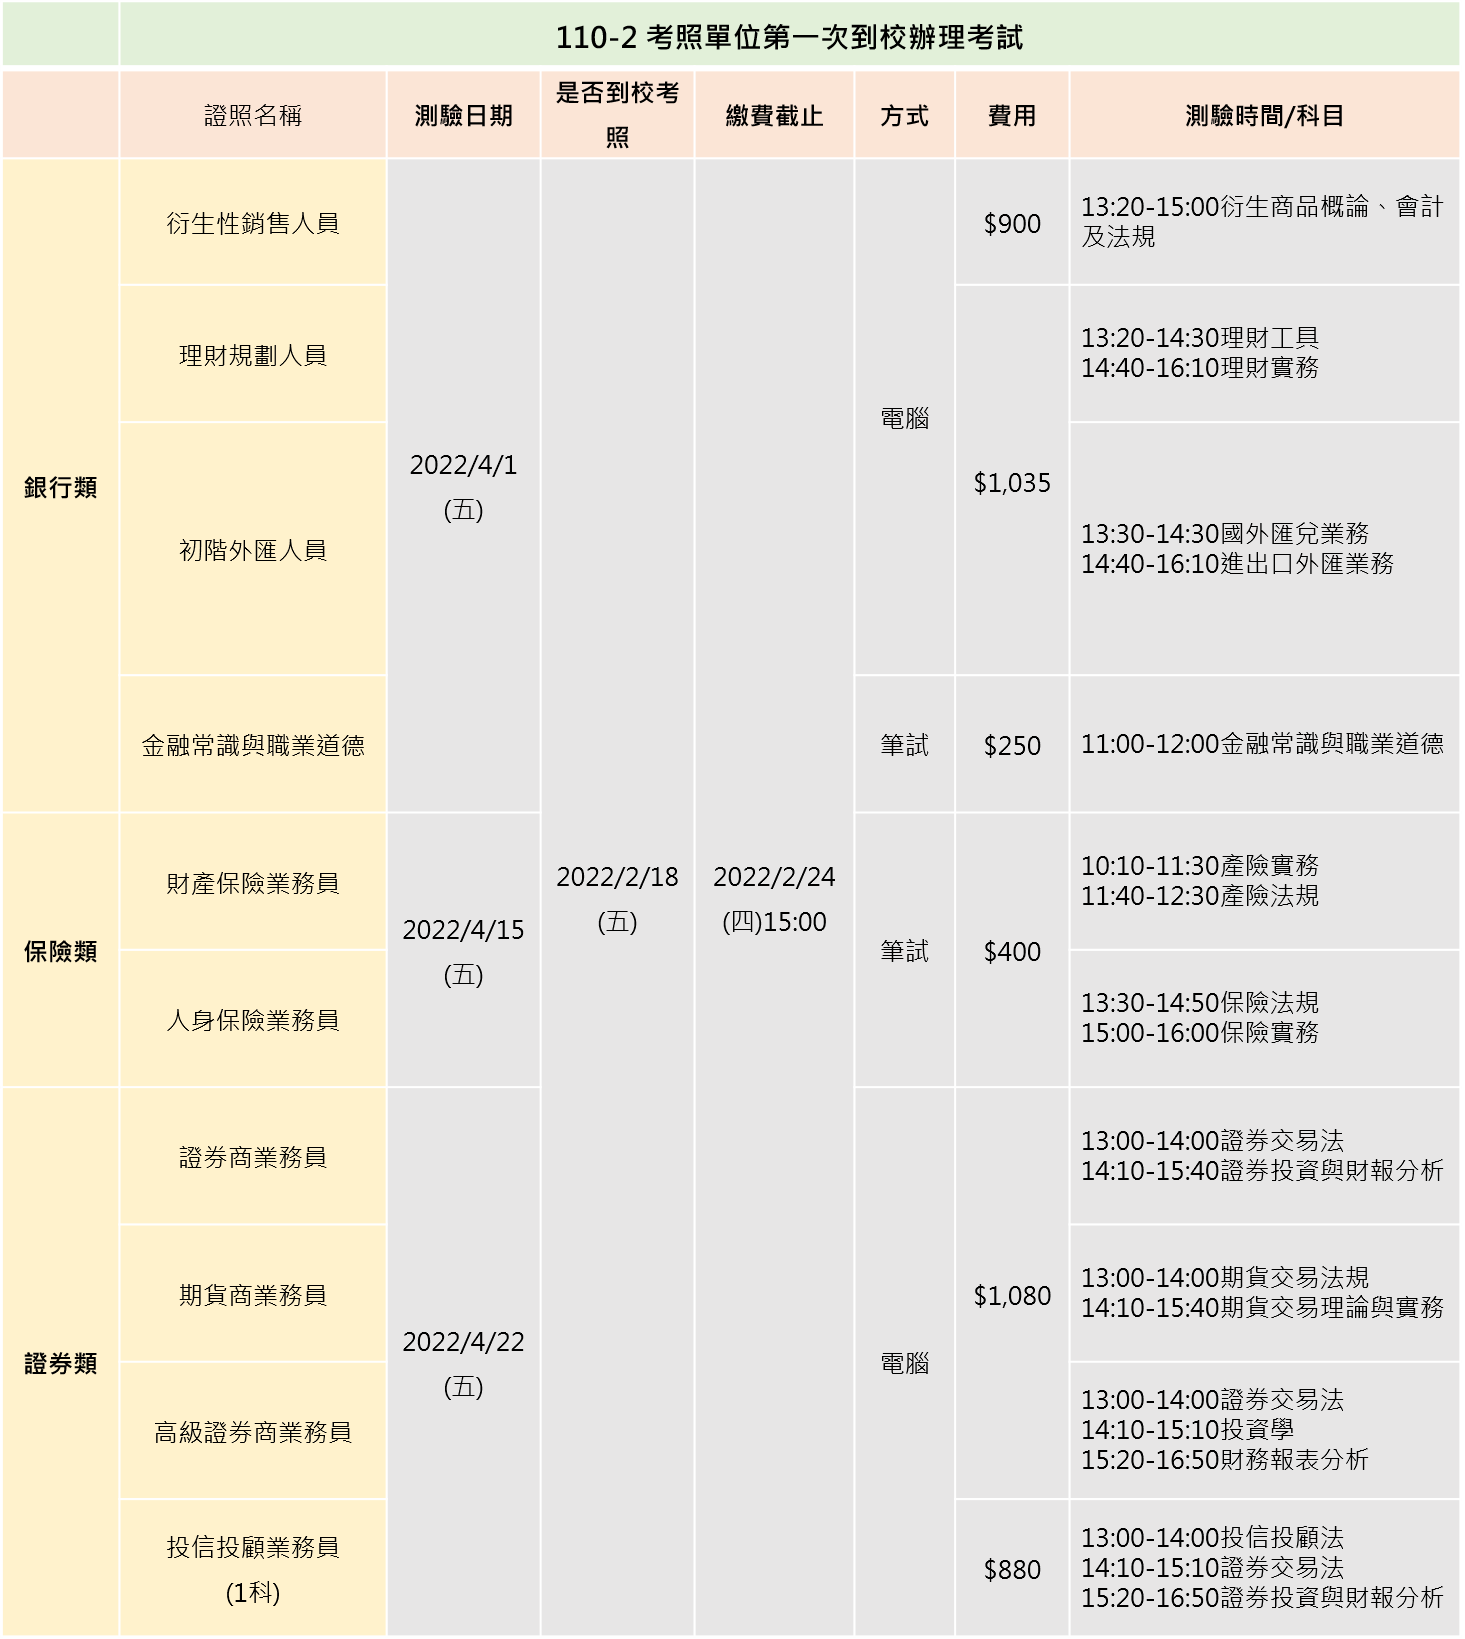 110-2 考照單位第一次到校辦理考試
證照名稱
測驗日期
是否到校考
照
繳費截止
方式
費用
測驗時間/科目
銀行類
衍生性銷售人員
2022/4/1
(五)
2022/2/18
(五)
2022/2/24
(四)15:00
電腦
$900
13:20-15:00衍生商品概論、會計
及法規
理財規劃人員
$1,035
13:20-14:30理財工具
14:40-16:10理財實務
初階外匯人員
13:30-14:30國外匯兌業務
14:40-16:10進出口外匯業務
金融常識與職業道德
筆試
$250
11:00-12:00金融常識與職業道德
保險類
財產保險業務員
2022/4/15
(五)
筆試
$400
10:10-11:30產險實務
11:40-12:30產險法規
人身保險業務員
13:30-14:50保險法規
15:00-16:00保險實務
證券類
證券商業務員
2022/4/22
(五)
電腦
$1,080
13:00-14:00證券交易法
14:10-15:40證券投資與財報分析
期貨商業務員
13:00-14:00期貨交易法規
14:10-15:40期貨交易理論與實務
高級證券商業務員
13:00-14:00證券交易法
14:10-15:10投資學
15:20-16:50財務報表分析
投信投顧業務員
(1科)
$880
13:00-14:00投信投顧法
14:10-15:10證券交易法
15:20-16:50證券投資與財報分析